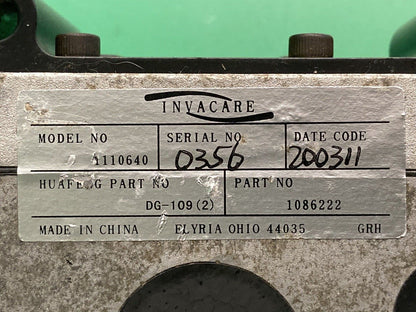 INVACARE
MODEL NO SERIAL NO DATE CODE
1110640 0356 200311
HUAFENG PART NO PART NO
DG-109(2) 1086222
MADE IN CHINA ELYRIA OHIO 44035 GRH